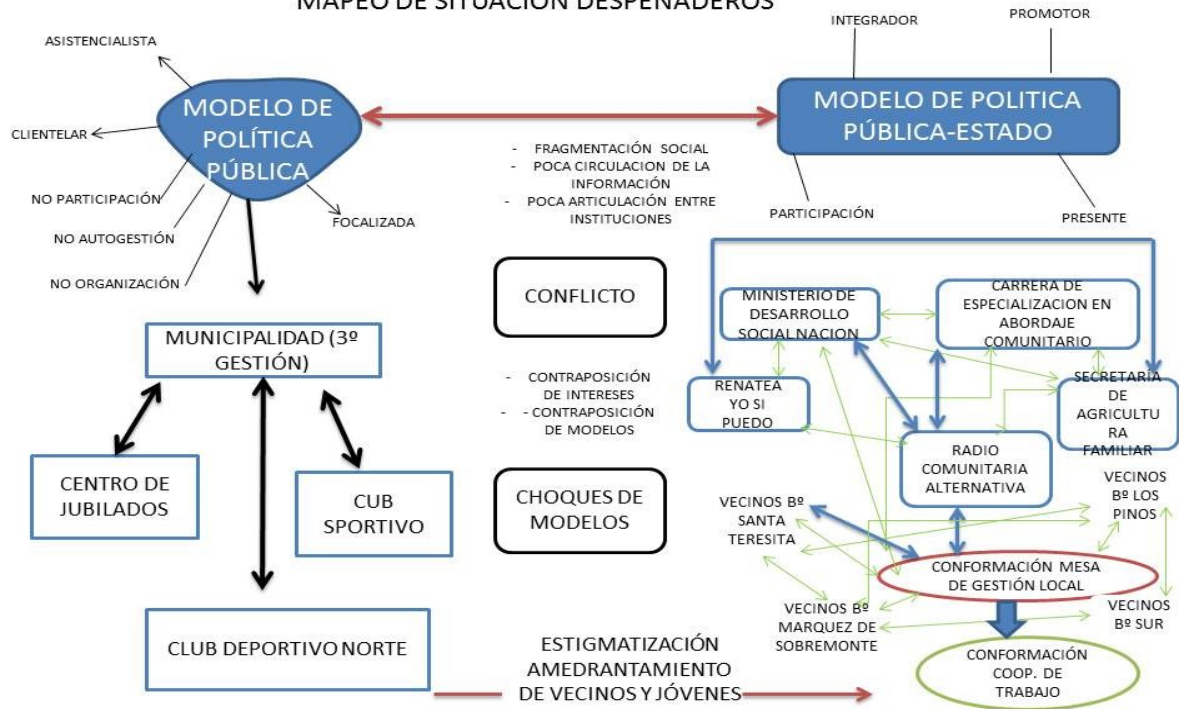 MAPEO DE SITUACIÓN DESPEÑADEROS
ASISTENCIALISTA
CLIENTELAR
NO PARTICIPACIÓN
NO AUTOGESTIÓN
NO ORGANIZACIÓN
FOCALIZADA
MODELO DE
POLÍTICA
PÚBLICA
MUNICIPALIDAD (3º
GESTIÓN)
CENTRO DE
JUBILADOS
CUB
SPORTIVO
CLUB DEPORTIVO NORTE
- FRAGMENTACIÓN SOCIAL
- POCA CIRCULACION DE LA
INFORMACIÓN
- POCA ARTICULACIÓN ENTRE
INSTITUCIONES
CONFLICTO
- CONTRAPOSICIÓN
DE INTERESES
- - CONTRAPOSICIÓN
DE MODELOS
CHOQUES DE
MODELOS
ESTIGMATIZACIÓN
AMEDRANTAMIENTO
DE VECINOS Y JÓVENES
INTEGRADOR
PROMOTOR
MODELO DE POLITICA
PÚBLICA-ESTADO
PARTICIPACIÓN
PRESENTE
MINISTERIO DE
DESARROLLO
SOCIAL NACION
CARRERA DE
ESPECIALIZACION EN
ABORDAJE
COMUNITARIO
RENATEA
YO SI
PUEDO
SECRETARÍA
DE
AGRICULTU
RA
FAMILIAR
RADIO
COMUNITARIA
ALTERNATIVA
VECINOS Bº
SANTA
TERESITA
VECINOS
Bº LOS
PINOS
CONFORMACIÓN MESA
DE GESTIÓN LOCAL
VECINOS Bº
MARQUEZ DE
SOBREMONTE
VECINOS
Bº SUR
CONFORMACIÓN
COOP. DE
TRABAJO